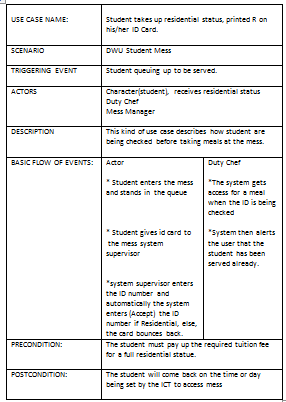 USE CASE NAME: Student takes up residential status, printed R on
his/her ID Card.
SCENARIO DWU Student Mess
TRIGGERING EVENT Student queuing up to be served.
ACTORS Character(student), receives residential status
Duty Chef
Mess Manager
DESCRIPTION This kind of use case describes how student are
being checked before taking meals at the mess.
BASIC FLOW OF EVENTS: Actor
* Student enters the mess
and stands in the queue
* Student gives id card to
the mess system
supervisor
*system supervisor enters
the ID number and
automatically the system
enters (Accept) the ID
number if Residential, else,
the card bounces back.
Duty Chef
*The system gets
access for a meal
when the ID is being
checked
*System then alerts
the user that the
student has been
served already.
PRECONDITION: The student must pay up the required tuition fee
for a full residential statue.
POSTCONDITION: The student will come back on the time or day
being set by the ICT to access mess